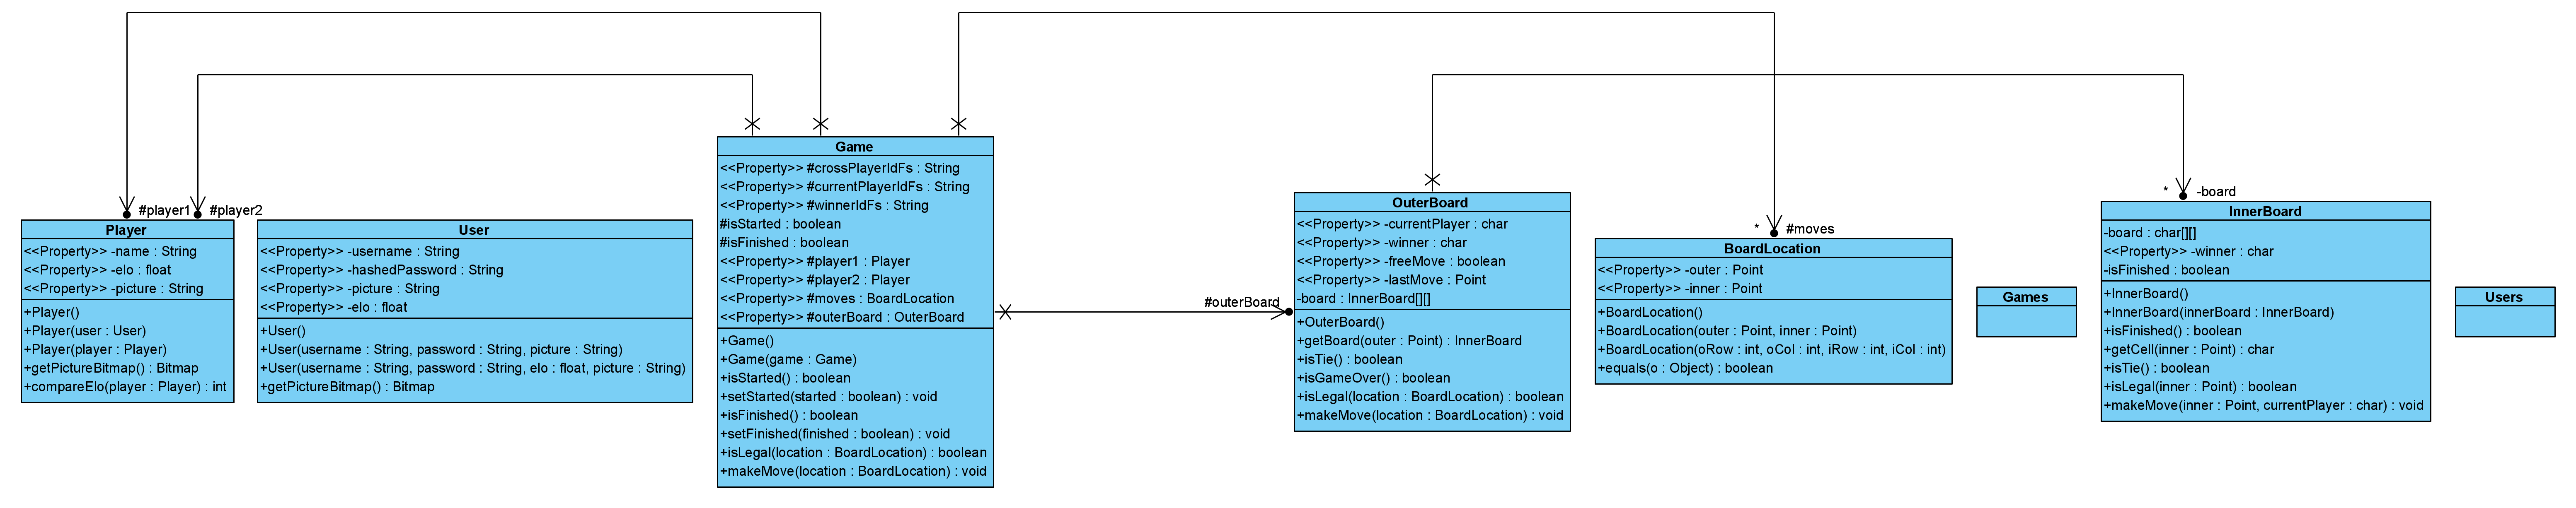 #player1
#player2
Player
<<Property>> -name : String
<<Property>> -elo : float
<<Property>> -picture : String
+Player()
+Player(user : User)
+Player(player : Player)
+getPictureBitmap() : Bitmap
+compareElo(player : Player) : int
User
<<Property>> -username : String
<<Property>> -hashedPassword : String
<<Property>> -picture : String
<<Property>> -elo : float
+User()
+User(username : String, password : String, picture : String)
+User(username : String, password : String, elo : float, picture : String)
+getPictureBitmap() : Bitmap
Game
<<Property>> #crossPlayerIdFs : String
<<Property>> #currentPlayerIdFs : String
<<Property>> #winnerIdFs : String
#isStarted : boolean
#isFinished : boolean
<<Property>> #player1 : Player
<<Property>> #player2 : Player
<<Property>> #moves : BoardLocation
<<Property>> #outerBoard : OuterBoard
+Game()
+Game(game : Game)
+isStarted() : boolean
+setStarted(started : boolean) : void
+isFinished() : boolean
+setFinished(finished : boolean) : void
+isLegal(location : BoardLocation) : boolean
+makeMove(location : BoardLocation) : void
#outerBoard
OuterBoard
<<Property>> -currentPlayer : char
<<Property>> -winner : char
<<Property>> -freeMove : boolean
<<Property>> -lastMove : Point
-board : InnerBoard[][]
+OuterBoard()
+getBoard(outer : Point) : InnerBoard
+isTie() : boolean
+isGameOver() : boolean
+isLegal(location : BoardLocation) : boolean
+makeMove(location : BoardLocation) : void
* #moves
BoardLocation
<<Property>> -outer : Point
<<Property>> -inner : Point
+BoardLocation()
+BoardLocation(outer : Point, inner : Point)
+BoardLocation(oRow : int, oCol : int, iRow : int, iCol : int)
+equals(o : Object) : boolean
Games
* -board
InnerBoard
-board : char[][]
<<Property>> -winner : char
-isFinished : boolean
+InnerBoard()
+InnerBoard(innerBoard : InnerBoard)
+isFinished() : boolean
+getCell(inner : Point) : char
+isTie() : boolean
+isLegal(inner : Point) : boolean
+makeMove(inner : Point, currentPlayer : char) : void
Users